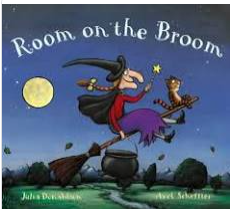 Room on the Broom
Julia Donaldson Axel Scheffler